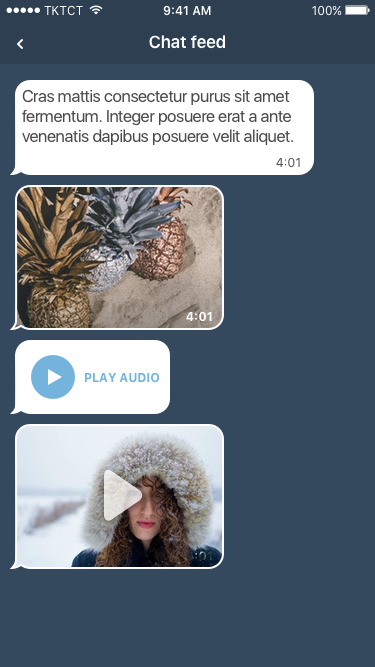 TKTCT 9:41 AM 100%
Chat feed
Cras mattis consectetur purus sit amet
fermentum. Integer posuere erat a ante
venenatis dapibus posuere velit aliquet.
4:01
4:01
PLAY AUDIO